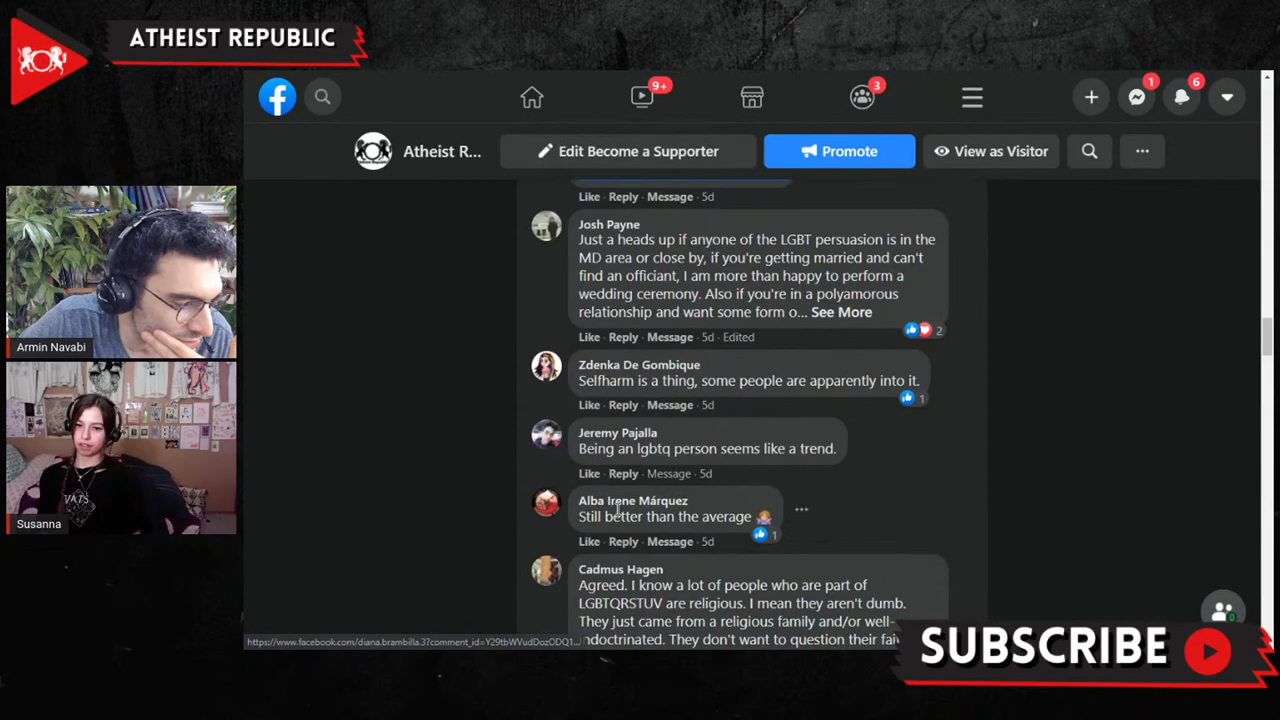 ATHEIST REPUBLIC
9+
3
1
6
Atheist R...
Edit Become a Supporter
Promote
View as Visitor
Like · Reply · Message · 5d
Josh Payne
Just a heads up if anyone of the LGBT persuasion is in the
MD area or close by, if you're getting married and can't
find an officiant, I am more than happy to perform a
wedding ceremony. Also if you're in a polyamorous
relationship and want some form o... See More
2
Like · Reply · Message · 5d · Edited
Zdenka De Gombique
Selfharm is a thing, some people are apparently into it.
1
Like · Reply · Message · 5d
Jeremy Pajalla
Being an lgbtq person seems like a trend.
Like · Reply · Message · 5d
Alba Irene Márquez
Still better than the average 🤷‍♀️
1
Like · Reply · Message · 5d
Cadmus Hagen
Agreed. I know a lot of people who are part of
LGBTQRSTUV are religious. I mean they aren't dumb.
They just came from a religious family and/or well-
ndoctrinated. They don't want to question their fai
https://www.facebook.com/diana.brambilla.3?comment_id=Y29tbWVudDozODQ1...
Armin Navabi
Susanna
0
SUBSCRIBE